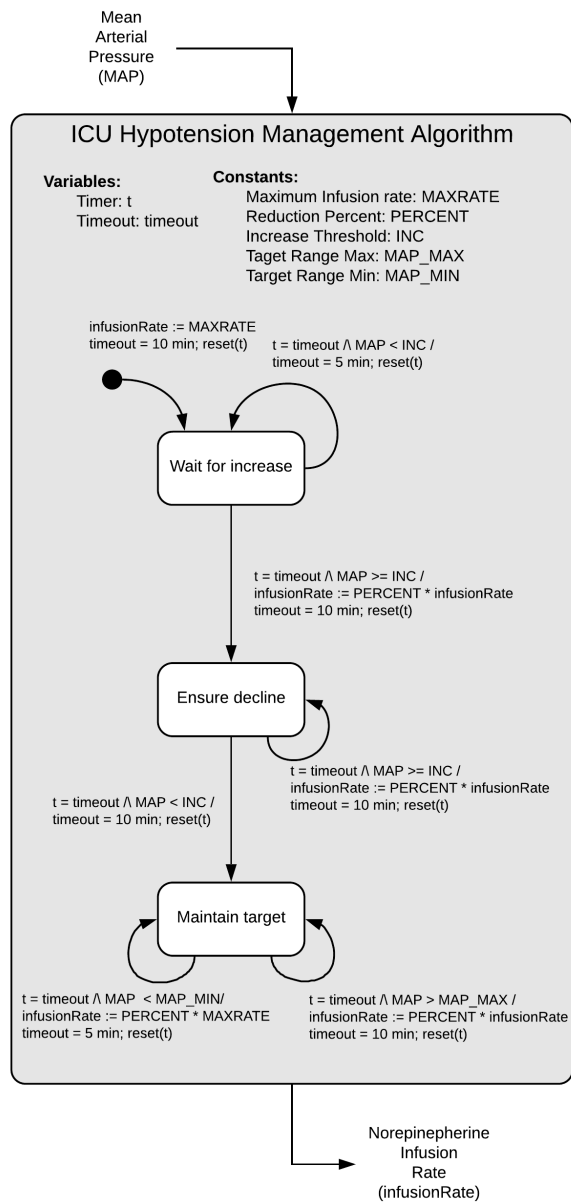 Mean
Arterial
Pressure
(MAP)
ICU Hypotension Management Algorithm
Variables:
Timer: t
Timeout: timeout
Constants:
Maximum Infusion rate: MAXRATE
Reduction Percent: PERCENT
Increase Threshold: INC
Taget Range Max: MAP_MAX
Target Range Min: MAP_MIN
infusionRate := MAXRATE
timeout = 10 min; reset(t)
t = timeout /\ MAP < INC /
timeout = 5 min; reset(t)
Wait for increase
t = timeout /\ MAP >= INC /
infusionRate := PERCENT * infusionRate
timeout = 10 min; reset(t)
Ensure decline
t = timeout /\ MAP >= INC /
infusionRate := PERCENT * infusionRate
timeout = 10 min; reset(t)
t = timeout /\ MAP < INC /
timeout = 10 min; reset(t)
Maintain target
t = timeout /\ MAP < MAP_MIN/
infusionRate := PERCENT * MAXRATE
timeout = 5 min; reset(t)
t = timeout /\ MAP > MAP_MAX /
infusionRate := PERCENT * infusionRate
timeout = 10 min; reset(t)
Norepinepherine
Infusion
Rate
(infusionRate)